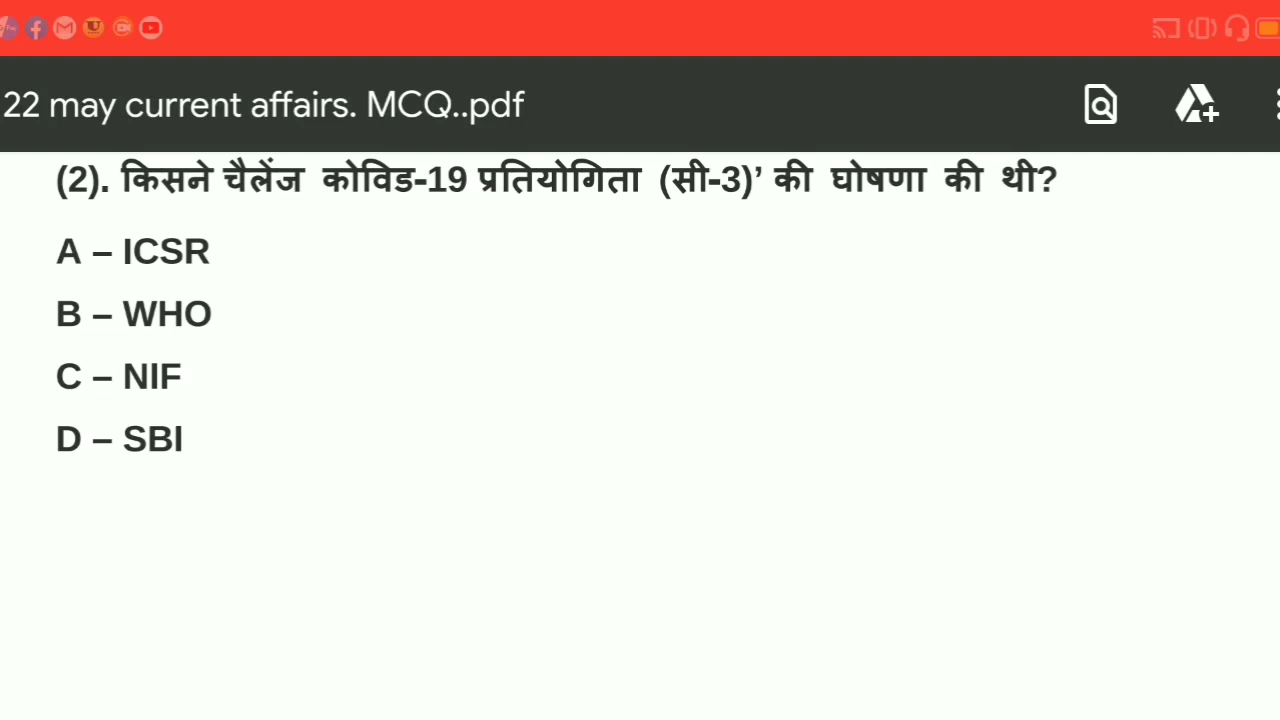 22 may current affairs. MCQ..pdf
(2). किसने चैलेंज कोविड-19 प्रतियोगिता (सी-3)’ की घोषणा की थी?
A – ICSR
B – WHO
C – NIF
D – SBI